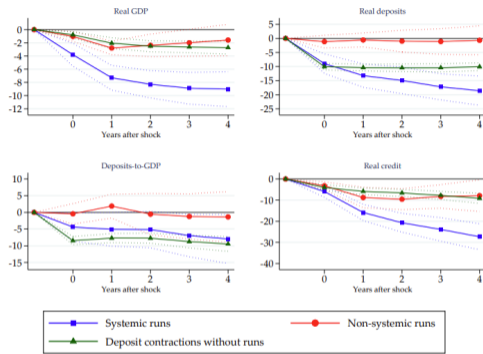 Real GDP
0
-2
-4
-6
-8
-10
-12
0 1 2 3 4
Years after shock
Real deposits
5
0
-5
-10
-15
-20
-25
0 1 2 3 4
Years after shock
Deposits-to-GDP
10
5
0
-5
-10
-15
0 1 2 3 4
Years after shock
Real credit
0
-10
-20
-30
-40
0 1 2 3 4
Years after shock
Systemic runs
Non-systemic runs
Deposit contractions without runs